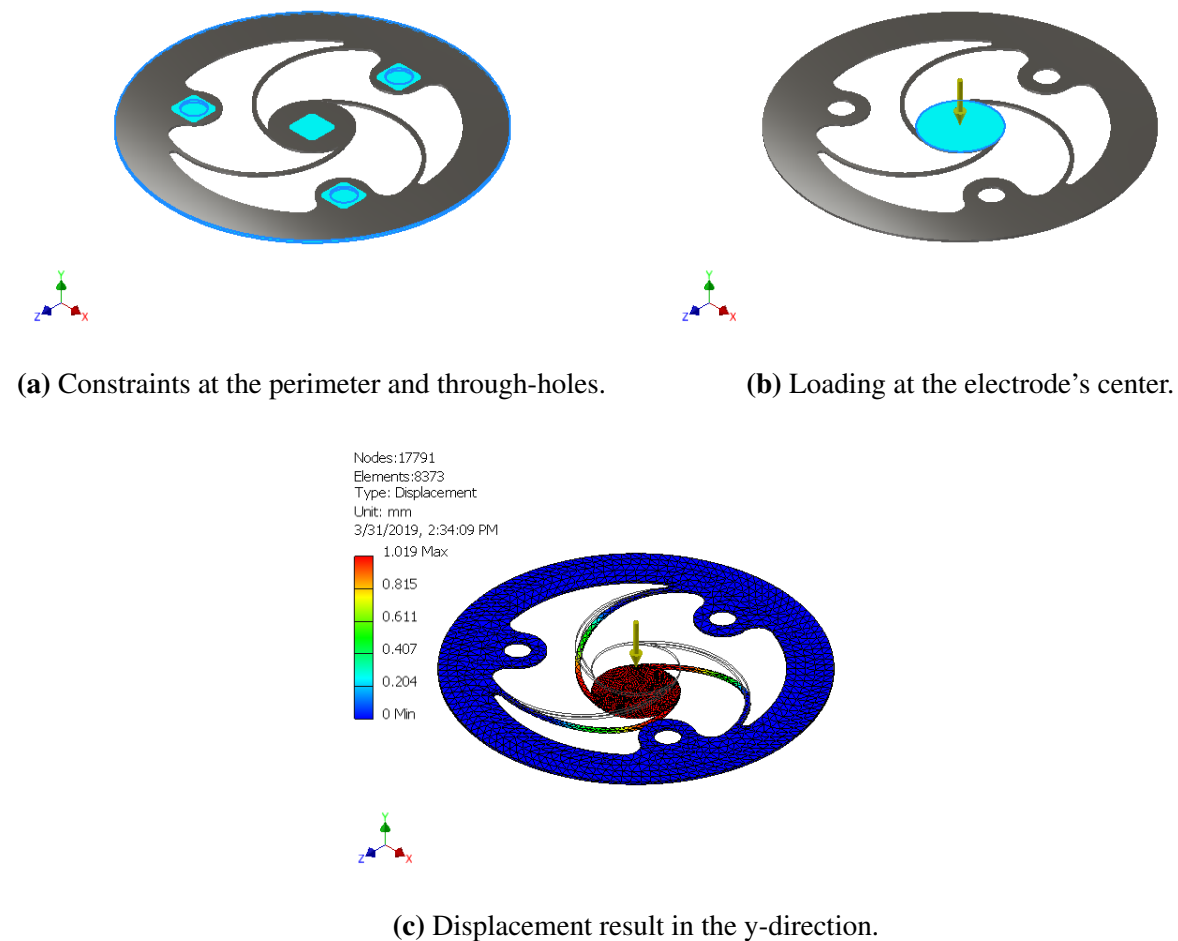 Y
Z
X
Y
Z
X
(a) Constraints at the perimeter and through-holes.
(b) Loading at the electrode's center.
Nodes:17791
Elements:8373
Type: Displacement
Unit: mm
3/31/2019, 2:34:09 PM
1.019 Max
0.815
0.611
0.407
0.204
0 Min
Y
Z
X
(c) Displacement result in the y-direction.